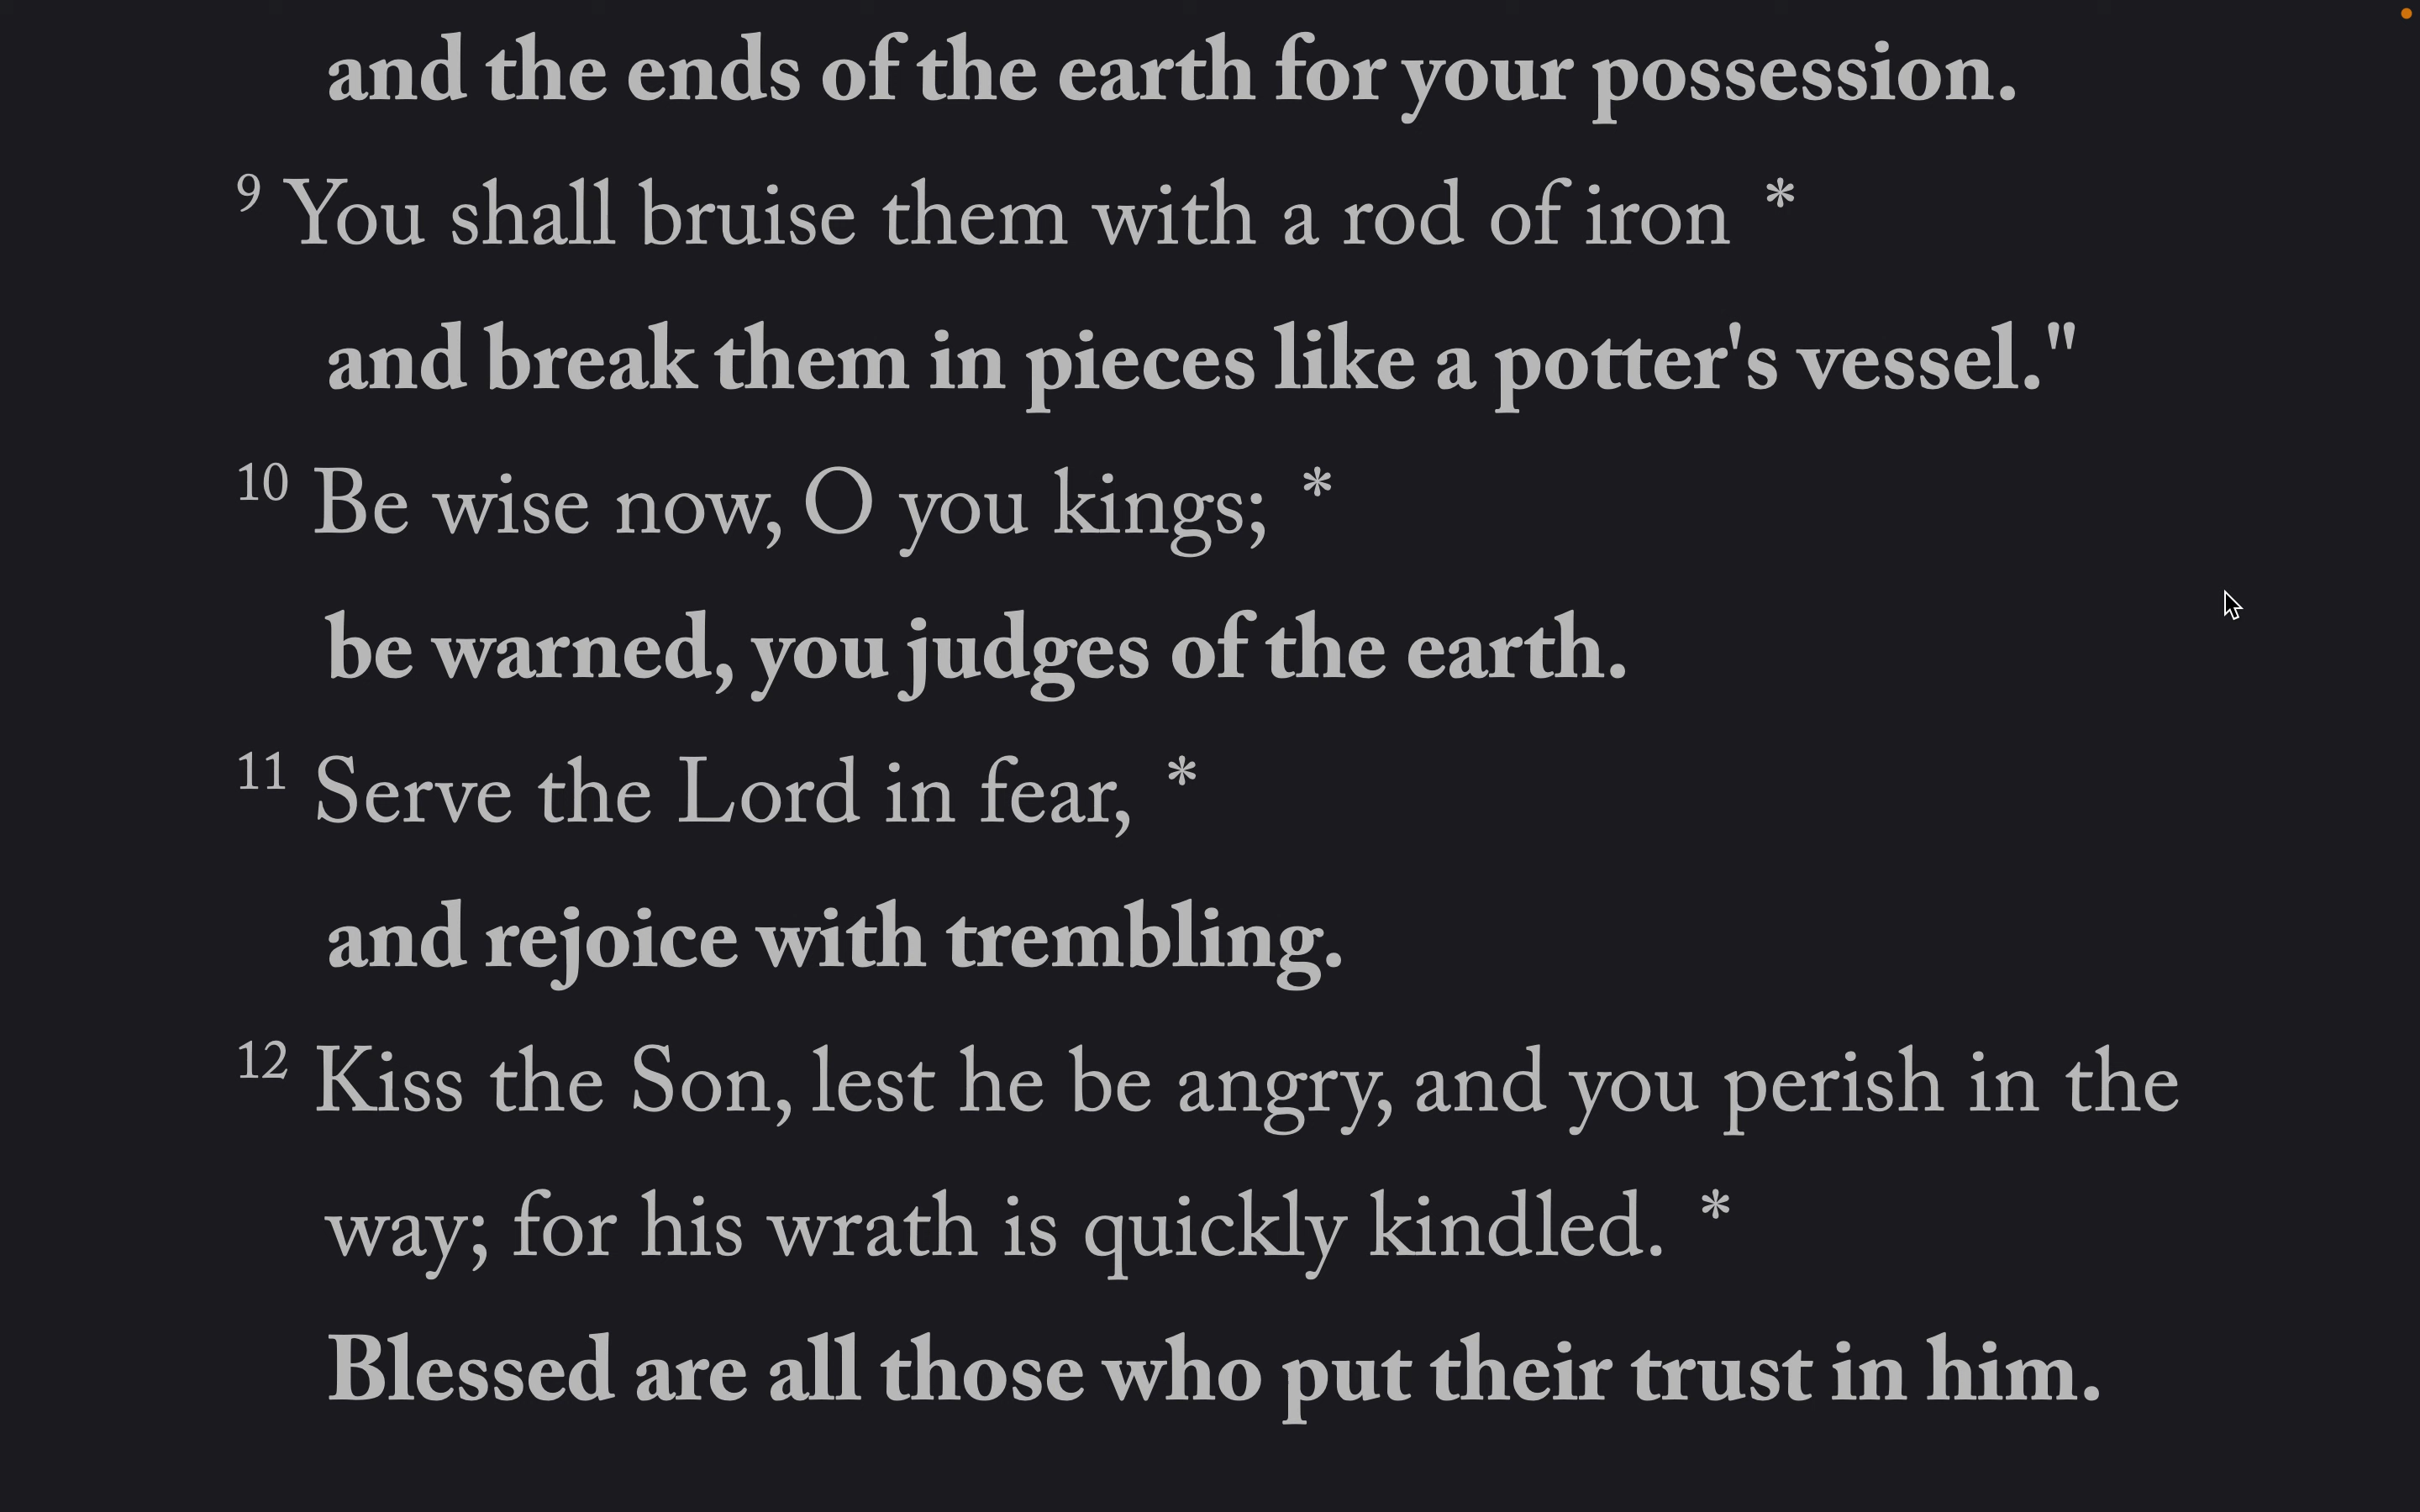 and the ends of the earth for your possession.
9 You shall bruise them with a rod of iron *
and break them in pieces like a potter's vessel."
10 Be wise now, O you kings; *
be warned, you judges of the earth.
11 Serve the Lord in fear, *
and rejoice with trembling.
12 Kiss the Son, lest he be angry, and you perish in the
way; for his wrath is quickly kindled. *
Blessed are all those who put their trust in him.